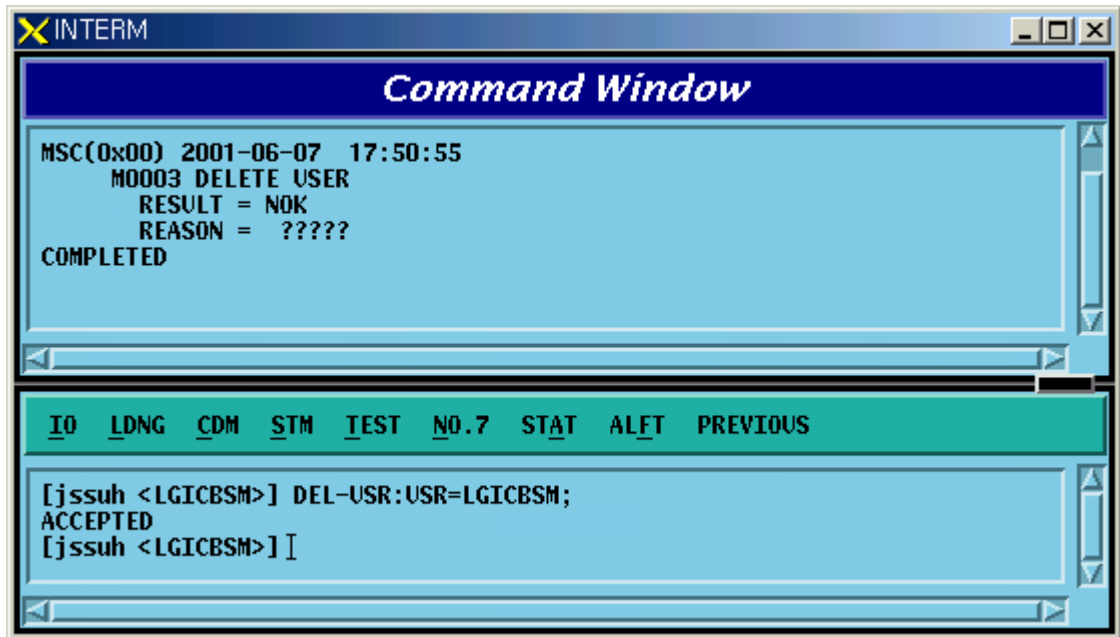 INTERM
Command Window
MSC(0x00) 2001-06-07 17:50:55
M0003 DELETE USER
RESULT = NOK
REASON = ?????
COMPLETED
IO LDNG CDM STM TEST NO.7 STAT ALFT PREVIOUS
[jssuh <LGICBSM>] DEL-USR:USR=LGICBSM;
ACCEPTED
[jssuh <LGICBSM>]